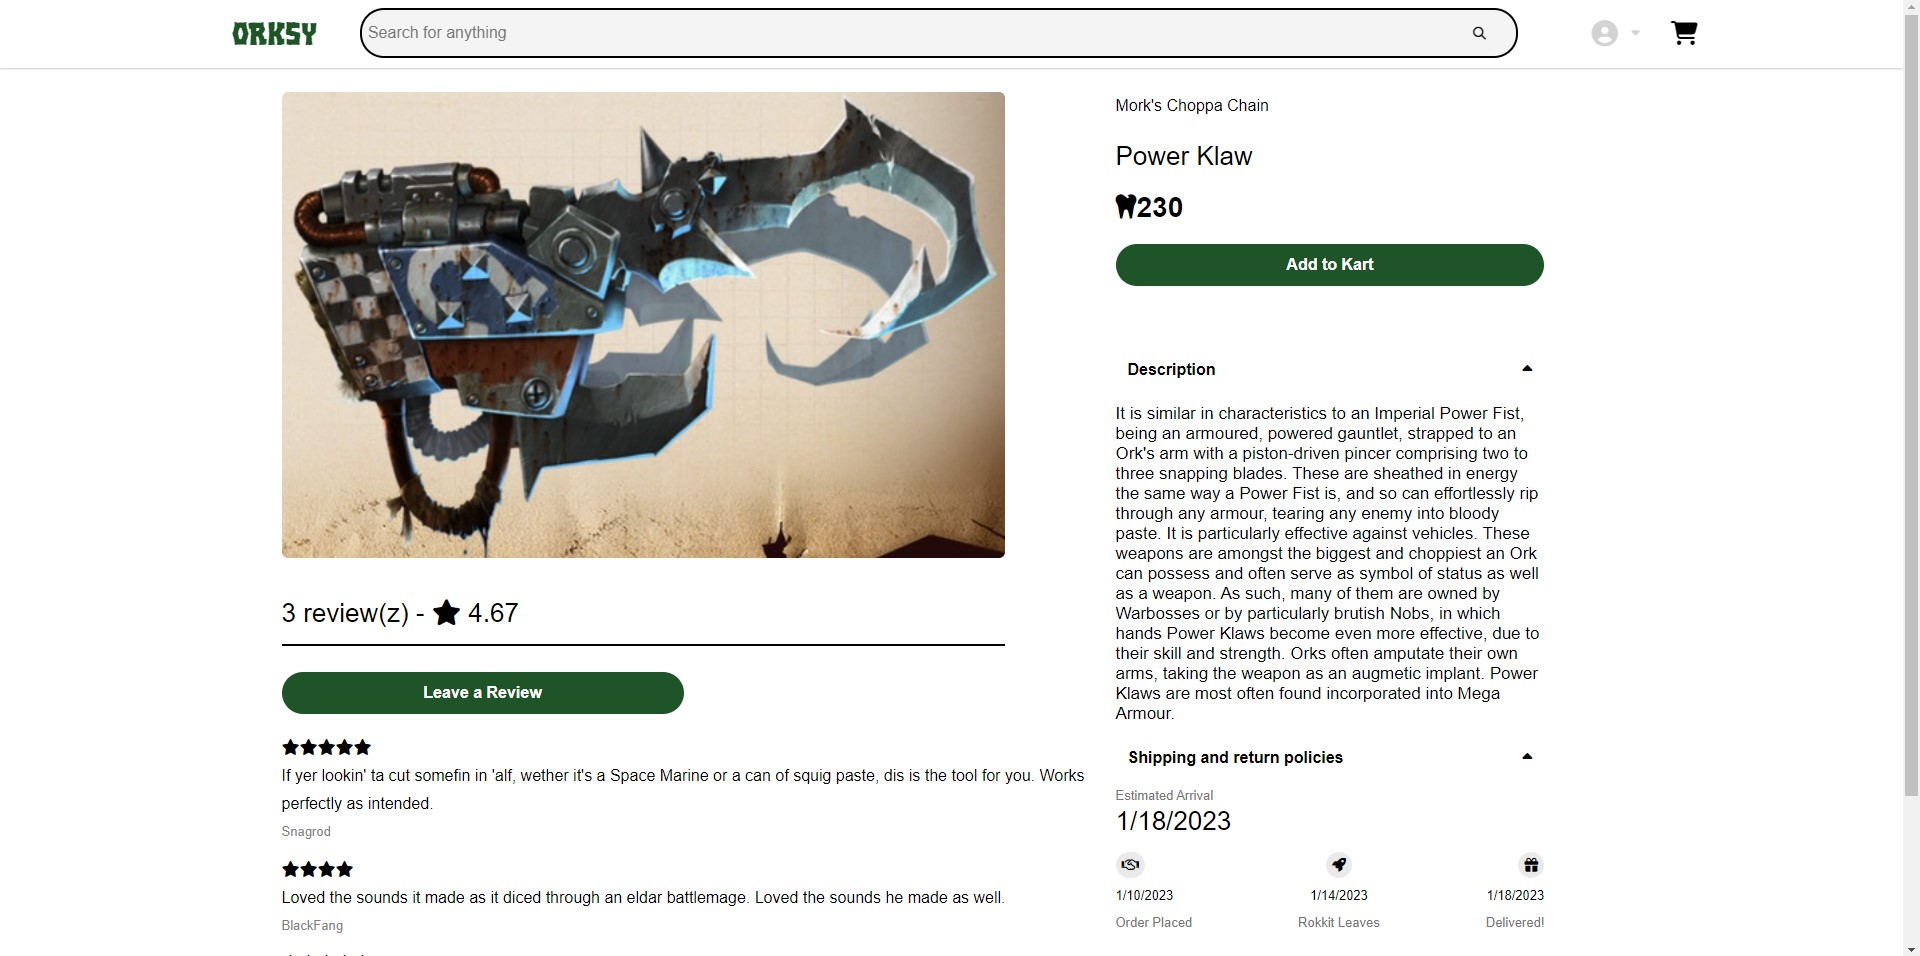 ORKSY
Search for anything
Mork's Choppa Chain
Power Klaw
230
Add to Kart
Description
It is similar in characteristics to an Imperial Power Fist,
being an armoured, powered gauntlet, strapped to an
Ork's arm with a piston-driven pincer comprising two to
three snapping blades. These are sheathed in energy
the same way a Power Fist is, and so can effortlessly rip
through any armour, tearing any enemy into bloody
paste. It is particularly effective against vehicles. These
weapons are amongst the biggest and choppiest an Ork
can possess and often serve as symbol of status as well
as a weapon. As such, many of them are owned by
Warbosses or by particularly brutish Nobs, in which
hands Power Klaws become even more effective, due to
their skill and strength. Orks often amputate their own
arms, taking the weapon as an augmetic implant. Power
Klaws are most often found incorporated into Mega
Armour.
Shipping and return policies
Estimated Arrival
1/18/2023
1/10/2023 1/14/2023 1/18/2023
Order Placed Rokkit Leaves Delivered!
3 review(z) - 4.67
Leave a Review
If yer lookin' ta cut somefin in 'alf, wether it's a Space Marine or a can of squig paste, dis is the tool for you. Works
perfectly as intended.
Snagrod
Loved the sounds it made as it diced through an eldar battlemage. Loved the sounds he made as well.
BlackFang